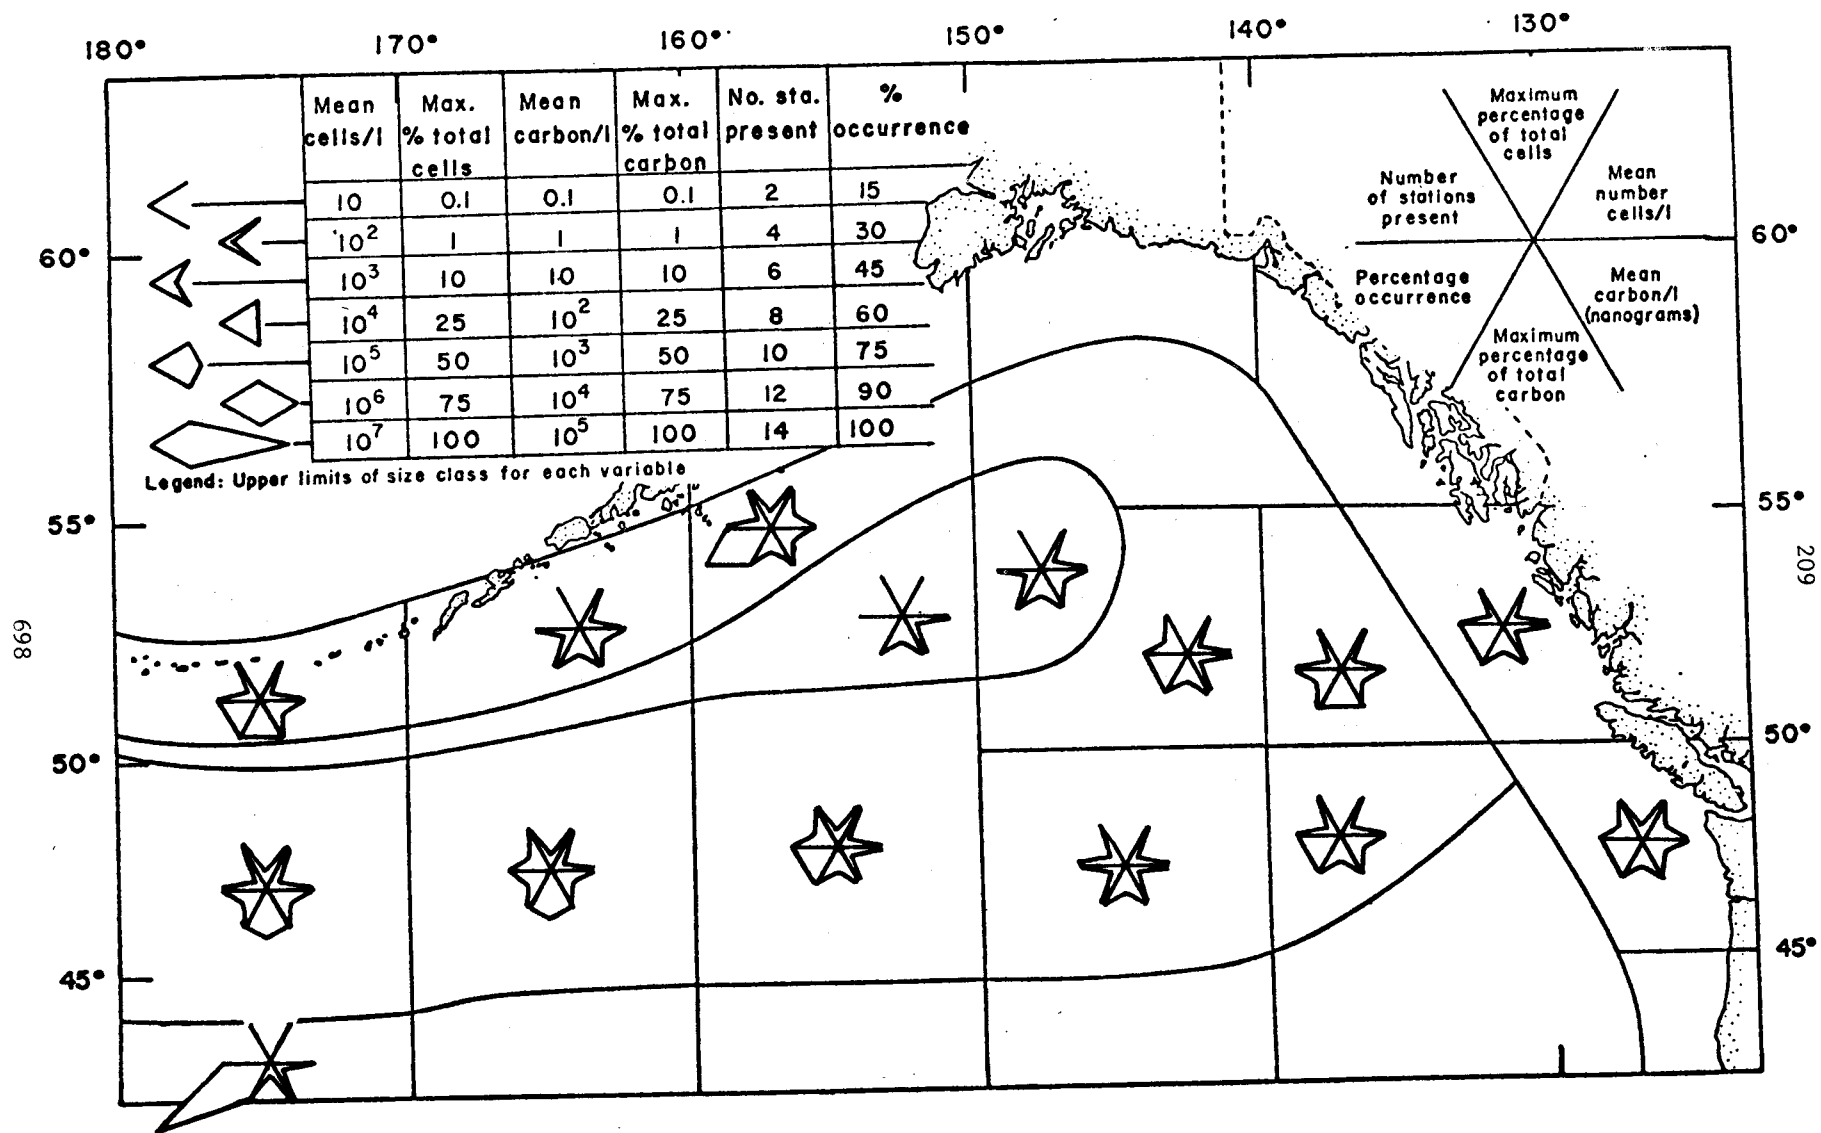 180° 170° 160° 150° 140° 130°
Mean cells/l | Max. % total cells | Mean carbon/l | Max. % total carbon | No. sta. present | % occurrence
10 | 0.1 | 0.1 | 0.1 | 2 | 15
10² | 1 | 1 | 1 | 4 | 30
10³ | 10 | 10 | 10 | 6 | 45
10⁴ | 25 | 10² | 25 | 8 | 60
10⁵ | 50 | 10³ | 50 | 10 | 75
10⁶ | 75 | 10⁴ | 75 | 12 | 90
10⁷ | 100 | 10⁵ | 100 | 14 | 100
Legend: Upper limits of size class for each variable
Maximum
percentage
of total
cells
Number
of stations
present
Mean
number
cells/l
Percentage
occurrence
Mean
carbon/l
(nanograms)
Maximum
percentage
of total
carbon
60° 60°
55° 55°
50° 50°
45° 45°
698
209